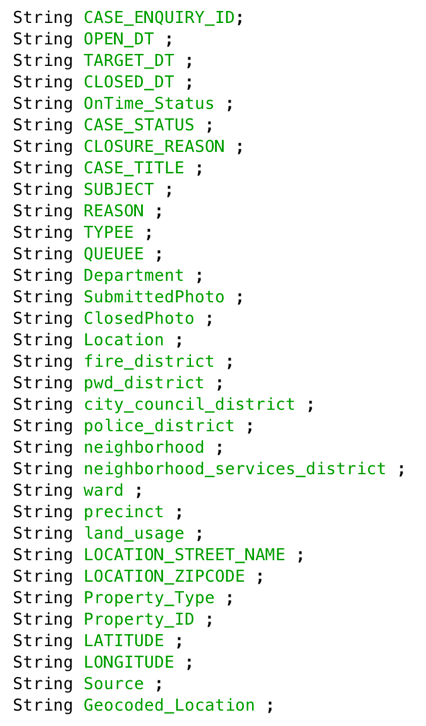 String CASE_ENQUIRY_ID;
String OPEN_DT ;
String TARGET_DT ;
String CLOSED_DT ;
String OnTime_Status ;
String CASE_STATUS ;
String CLOSURE_REASON ;
String CASE_TITLE ;
String SUBJECT ;
String REASON ;
String TYPEE ;
String QUEUEE ;
String Department ;
String SubmittedPhoto ;
String ClosedPhoto ;
String Location ;
String fire_district ;
String pwd_district ;
String city_council_district ;
String police_district ;
String neighborhood ;
String neighborhood_services_district ;
String ward ;
String precinct ;
String land_usage ;
String LOCATION_STREET_NAME ;
String LOCATION_ZIPCODE ;
String Property_Type ;
String Property_ID ;
String LATITUDE ;
String LONGITUDE ;
String Source ;
String Geocoded_Location ;